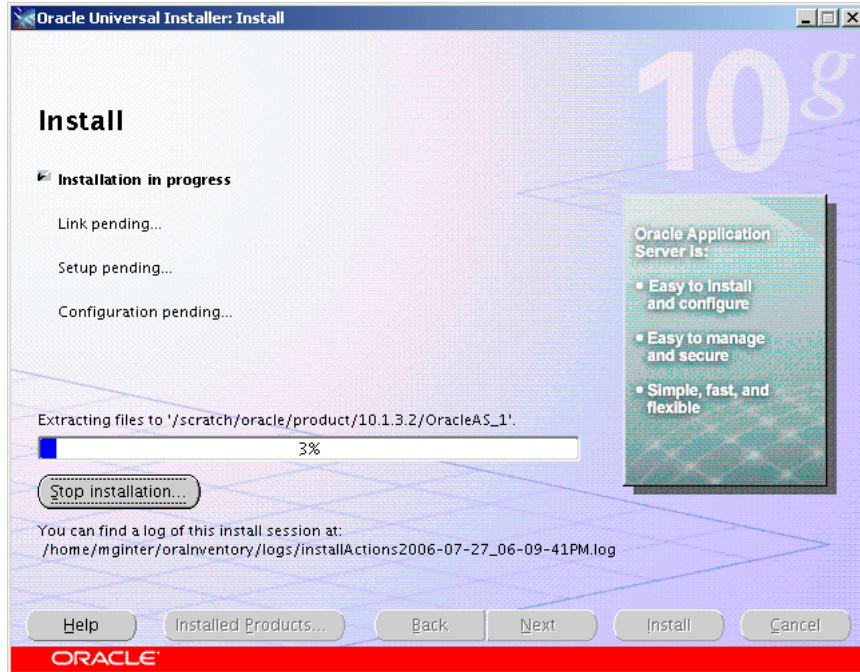 Oracle Universal Installer: Install
10g
Install
Installation in progress
Link pending...
Setup pending...
Configuration pending...
Oracle Application
Server Is:
• Easy to install
and configure
• Easy to manage
and secure
• Simple, fast, and
flexible
Extracting files to '/scratch/oracle/product/10.1.3.2/OracleAS_1'.
3%
Stop installation...
You can find a log of this install session at:
/home/mginter/oraInventory/logs/installActions2006-07-27_06-09-41PM.log
Help
Installed Products...
Back
Next
Install
Cancel
ORACLE